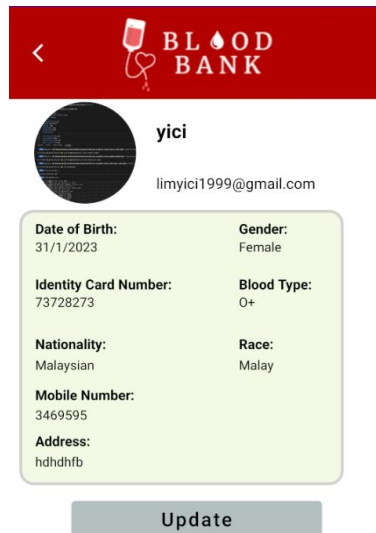 BLOOD
BANK
yici
limyici1999@gmail.com
Date of Birth:
31/1/2023
Gender:
Female
Identity Card Number:
73728273
Blood Type:
O+
Nationality:
Malaysian
Race:
Malay
Mobile Number:
3469595
Address:
hdhdhfb
Update